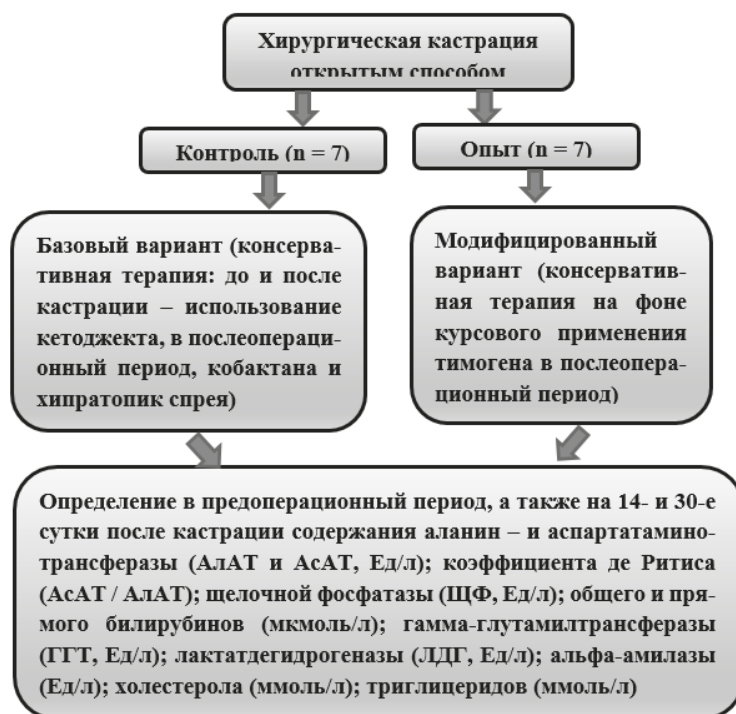 Хирургическая кастрация
открытым способом
Контроль (n = 7)
Опыт (n = 7)
Базовый вариант (консерва-
тивная терапия: до и после
кастрации – использование
кетоджекта, в послеопераци-
онный период, кобактана и
хипратопик спрея)
Модифицированный
вариант (консерватив-
ная терапия на фоне
курсового применения
тимогена в послеопера-
ционный период)
Определение в предоперационный период, а также на 14- и 30-е
сутки после кастрации содержания аланин – и аспартатамино-
трансферазы (АлАТ и АсАТ, Ед/л); коэффициента де Ритиса
(АсАТ / АлАТ); щелочной фосфатазы (ЩФ, Ед/л); общего и пря-
мого билирубинов (мкмоль/л); гамма-глутамилтрансферазы
(ГГТ, Ед/л); лактатдегидрогеназы (ЛДГ, Ед/л); альфа-амилазы
(Ед/л); холестерола (ммоль/л); триглицеридов (ммоль/л)